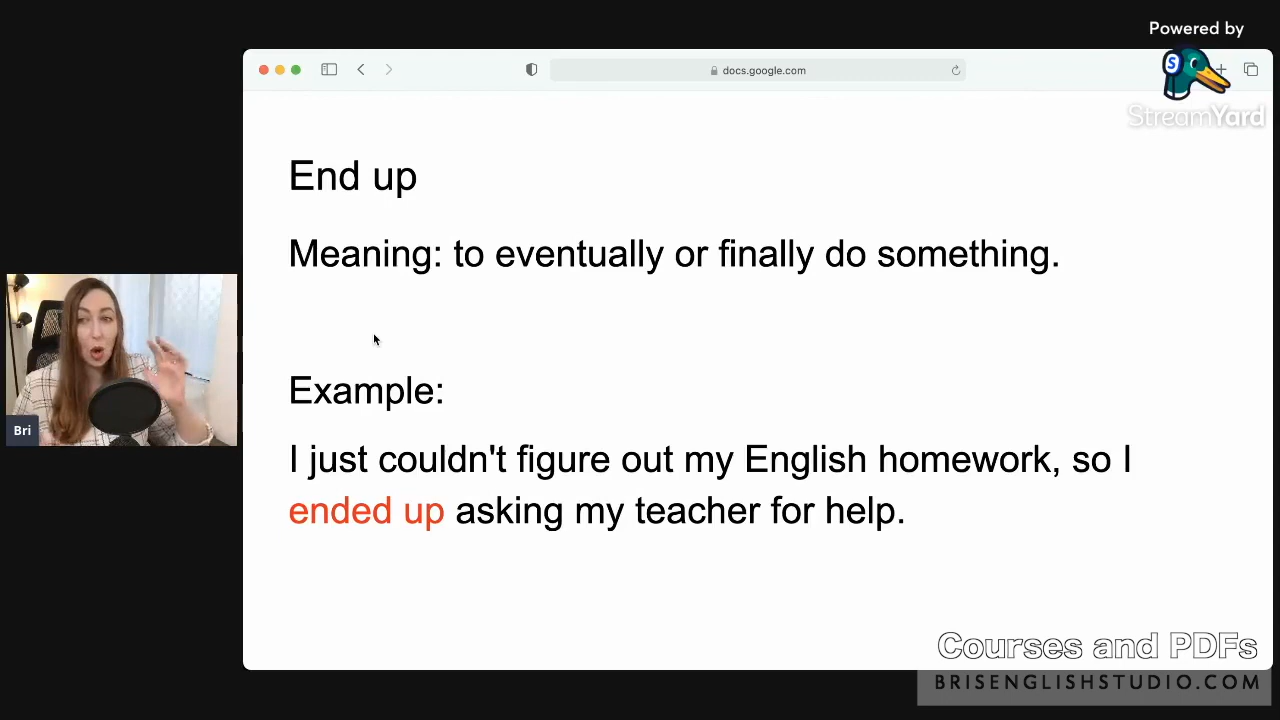 Powered by
StreamYard
docs.google.com
End up
Meaning: to eventually or finally do something.
Example:
I just couldn't figure out my English homework, so I
ended up asking my teacher for help.
Bri
Courses and PDFs
BRISENGLISHSTUDIO.COM